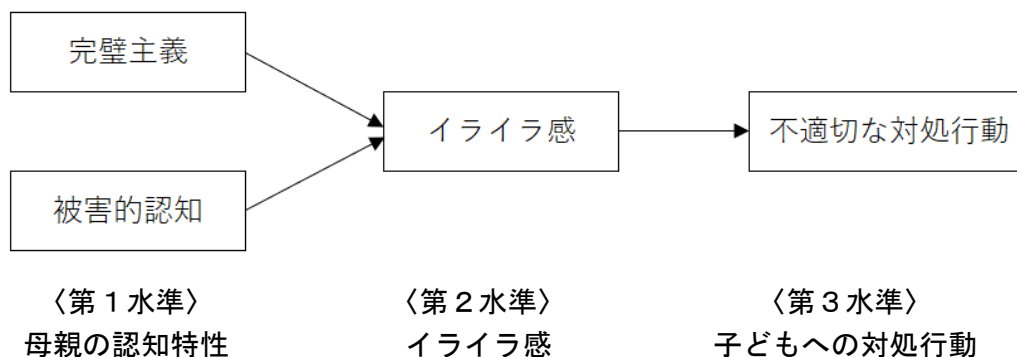 完璧主義
被害的認知
イライラ感
不適切な対処行動
〈第1水準〉
母親の認知特性
〈第2水準〉
イライラ感
〈第3水準〉
子どもへの対処行動